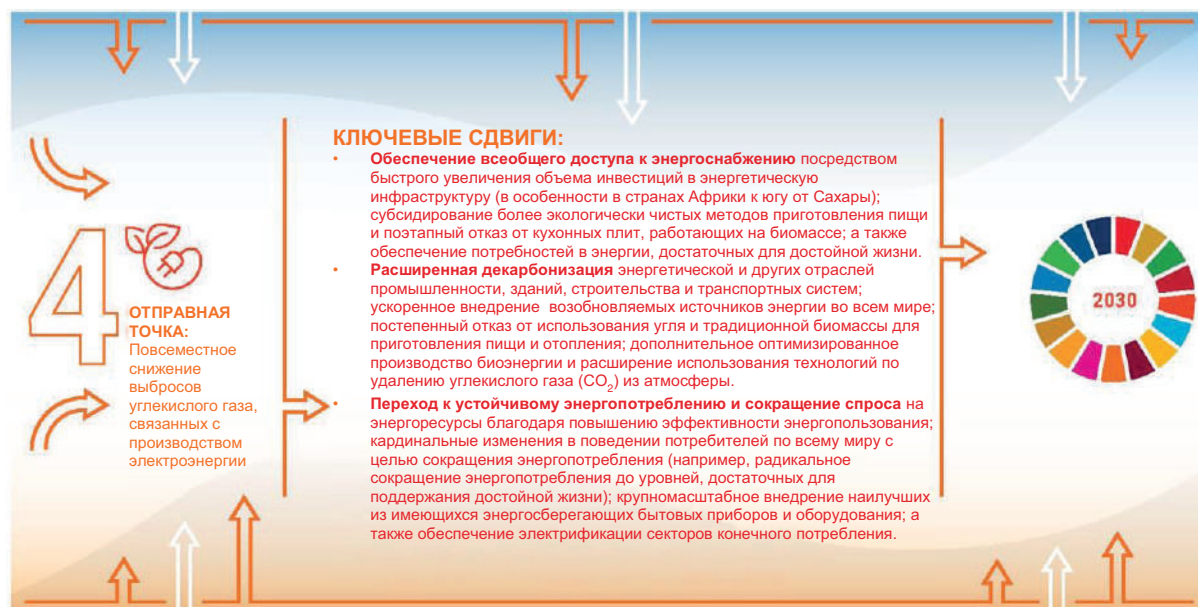 4
ОТПРАВНАЯ
ТОЧКА:
Повсеместное
снижение
выбросов
углекислого газа,
связанных с
производством
электроэнергии
КЛЮЧЕВЫЕ СДВИГИ:
• Обеспечение всеобщего доступа к энергоснабжению посредством
быстрого увеличения объема инвестиций в энергетическую
инфраструктуру (в особенности в странах Африки к югу от Сахары);
субсидирование более экологически чистых методов приготовления пищи
и поэтапный отказ от кухонных плит, работающих на биомассе; а также
обеспечение потребностей в энергии, достаточных для достойной жизни.
• Расширенная декарбонизация энергетической и других отраслей
промышленности, зданий, строительства и транспортных систем;
ускоренное внедрение возобновляемых источников энергии во всем мире;
постепенный отказ от использования угля и традиционной биомассы для
приготовления пищи и отопления; дополнительное оптимизированное
производство биоэнергии и расширение использования технологий по
удалению углекислого газа (CO₂) из атмосферы.
• Переход к устойчивому энергопотреблению и сокращение спроса на
энергоресурсы благодаря повышению эффективности энергопользования;
кардинальные изменения в поведении потребителей по всему миру с
целью сокращения энергопотребления (например, радикальное
сокращение энергопотребления до уровней, достаточных для
поддержания достойной жизни); крупномасштабное внедрение наилучших
из имеющихся энергосберегающих бытовых приборов и оборудования; а
также обеспечение электрификации секторов конечного потребления.
2030